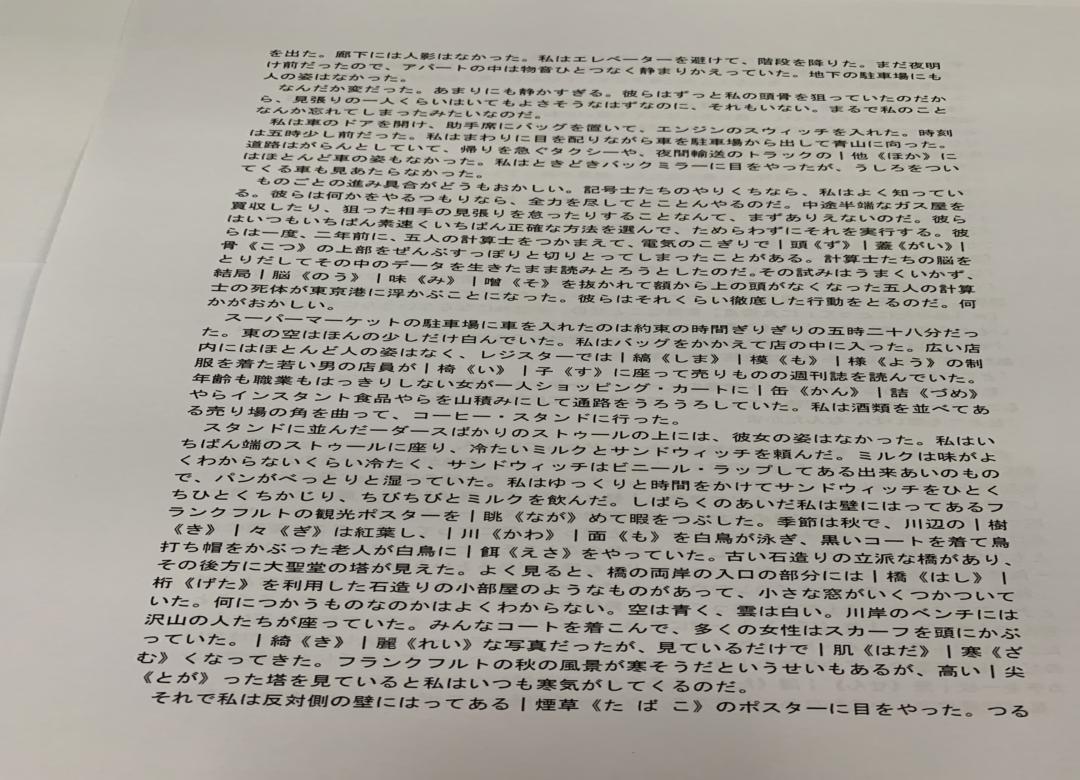 を出た。廊下には人影はなかった。私はエレベーターを避けて、階段を降りた。まだ夜明
け前だったので、アパートの中は物音ひとつなく静まりかえっていた。地下の駐車場にも
人の姿はなかった。
なんだか変だった。あまりにも静かすぎる。彼らはずっと私の頭骨を狙っていたのだか
ら、見張りの一人くらいはいてもよさそうなはずなのに、それもいない。まるで私のこと
なんか忘れてしまったみたいなのだ。
私は車のドアを開け、助手席にバッグを置いて、エンジンのスウィッチを入れた。時刻
は五時少し前だった。私はまわりに目を配りながら車を駐車場から出して青山に向った。
道路はがらんとしていて、帰りを急ぐタクシーや、夜間輸送のトラックの|他《ほか》に
はほとんど車の姿もなかった。私はときどきバックミラーに目をやったが、うしろをつい
てくる車も見あたらなかった。
ものごとの進み具合がどうもおかしい。記号士たちのやりくちなら、私はよく知ってい
る。彼らは何かをやるつもりなら、全力を尽してとことんやるのだ。中途半端なガス屋を
買収したり、狙った相手の見張りを怠ったりすることなんて、まずありえないのだ。彼ら
はいつもいちばん素速くいちばん正確な方法を選んで、ためらわずにそれを実行する。彼
らは一度、二年前に、五人の計算士をつかまえて、電気のこぎりで|頭《ず》|蓋《がい》|
骨《こつ》の上部をぜんぶすっぽりと切りとってしまったことがある。計算士たちの脳を
とりだしてその中のデータを生きたまま読みとろうとしたのだ。その試みはうまくいかず、
結局|脳《のう》|味《み》|噌《そ》を抜かれて額から上の頭がなくなった五人の計算
士の死体が東京港に浮かぶことになった。彼らはそれくらい徹底した行動をとるのだ。何
かがおかしい。
スーパーマーケットの駐車場に車を入れたのは約束の時間ぎりぎりの五時二十八分だっ
た。東の空はほんの少しだけ白んでいた。私はバッグをかかえて店の中に入った。広い店
内にはほとんど人の姿はなく、レジスターでは|縞《しま》|模《も》|様《よう》の制
服を着た若い男の店員が|椅《い》|子《す》に座って売りものの週刊誌を読んでいた。
年齢も職業もはっきりしない女が一人ショッピング・カートに|缶《かん》|詰《づめ》
やらインスタント食品やらを山積みにして通路をうろうろしていた。私は酒類を並べてあ
る売り場の角を曲って、コーヒー・スタンドに行った。
スタンドに並んだ一ダースばかりのストゥールの上には、彼女の姿はなかった。私はい
ちばん端のストゥールに座り、冷たいミルクとサンドウィッチを頼んだ。ミルクは味がよ
くわからないくらい冷たく、サンドウィッチはビニール・ラップしてある出来あいのもの
で、パンがべっとりと湿っていた。私はゆっくりと時間をかけてサンドウィッチをひとく
ちひとくちかじり、ちびちびとミルクを飲んだ。しばらくのあいだ私は壁にはってあるフ
ランクフルトの観光ポスターを|眺《なが》めて暇をつぶした。季節は秋で、川辺の|樹
《き》|々《ぎ》は紅葉し、|川《かわ》|面《も》を白鳥が泳ぎ、黒いコートを着て鳥
打ち帽をかぶった老人が白鳥に|餌《えさ》をやっていた。古い石造りの立派な橋があり、
その後方に大聖堂の塔が見えた。よく見ると、橋の両岸の入口の部分には|橋《はし》|
桁《げた》を利用した石造りの小部屋のようなものがあって、小さな窓がいくつかついて
いた。何につかうものなのかはよくわからない。空は青く、雲は白い。川岸のベンチには
沢山の人たちが座っていた。みんなコートを着こんで、多くの女性はスカーフを頭にかぶ
っていた。|綺《き》|麗《れい》な写真だったが、見ているだけで|肌《はだ》|寒《ざ
む》くなってきた。フランクフルトの秋の風景が寒そうだというせいもあるが、高い|尖
《とが》った塔を見ていると私はいつも寒気がしてくるのだ。
それで私は反対側の壁にはってある|煙草《たばこ》のポスターに目をやった。つる